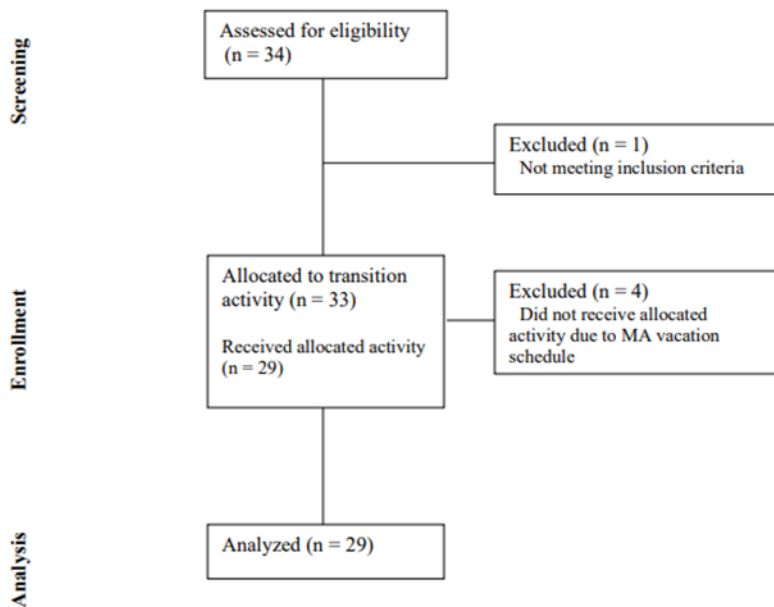 Screening
Assessed for eligibility
(n = 34)
Excluded (n = 1)
Not meeting inclusion criteria
Enrollment
Allocated to transition
activity (n = 33)
Received allocated activity
(n = 29)
Excluded (n = 4)
Did not receive allocated
activity due to MA vacation
schedule
Analysis
Analyzed (n = 29)